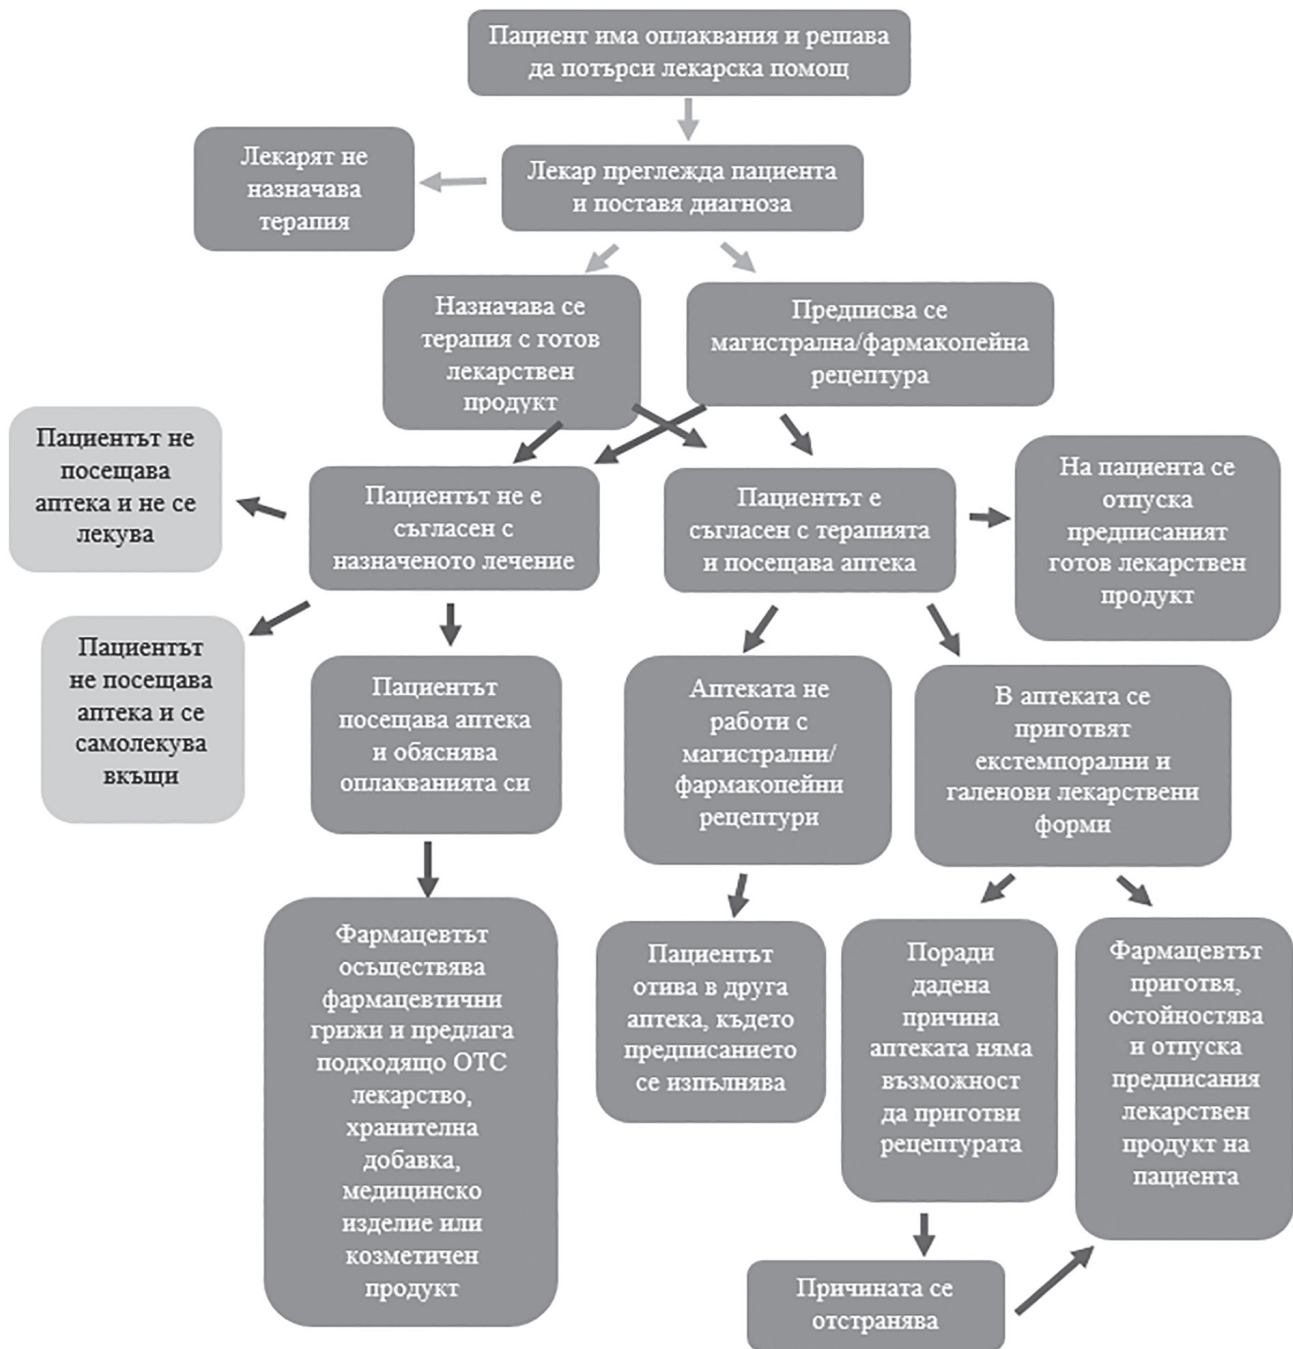 Пациент има оплаквания и решава
да потърси лекарска помощ
Лекарят не
назначава
терапия
Лекар преглежда пациента
и поставя диагноза
Назначава се
терапия с готов
лекарствен
продукт
Предписва се
магистрална/фармакопейна
рецептура
Пациентът не
посещава
аптека и не се
лекува
Пациентът не е
съгласен с
назначеното лечение
Пациентът е
съгласен с терапията
и посещава аптека
На пациента се
отпуска
предписаният
готов лекарствен
продукт
Пациентът
не посещава
аптека и се
самолекува
вкъщи
Пациентът
посещава аптека
и обяснява
оплакванията си
Аптеката не
работи с
магистрални/
фармакопейни
рецептури
В аптеката се
приготвят
екстемпорални и
галенови лекарствени
форми
Фармацевтът
осъществява
фармацевтични
грижи и предлага
подходящо ОТС
лекарство,
хранителна
добавка,
медицинско
изделие или
козметичен
продукт
Пациентът
отива в друга
аптека, където
предписанието
се изпълнява
Поради
дадена
причина
аптеката няма
възможност
да приготви
рецептурата
Фармацевтът
приготвя,
остойностява
и отпуска
предписания
лекарствен
продукт на
пациента
Причината се
отстранява